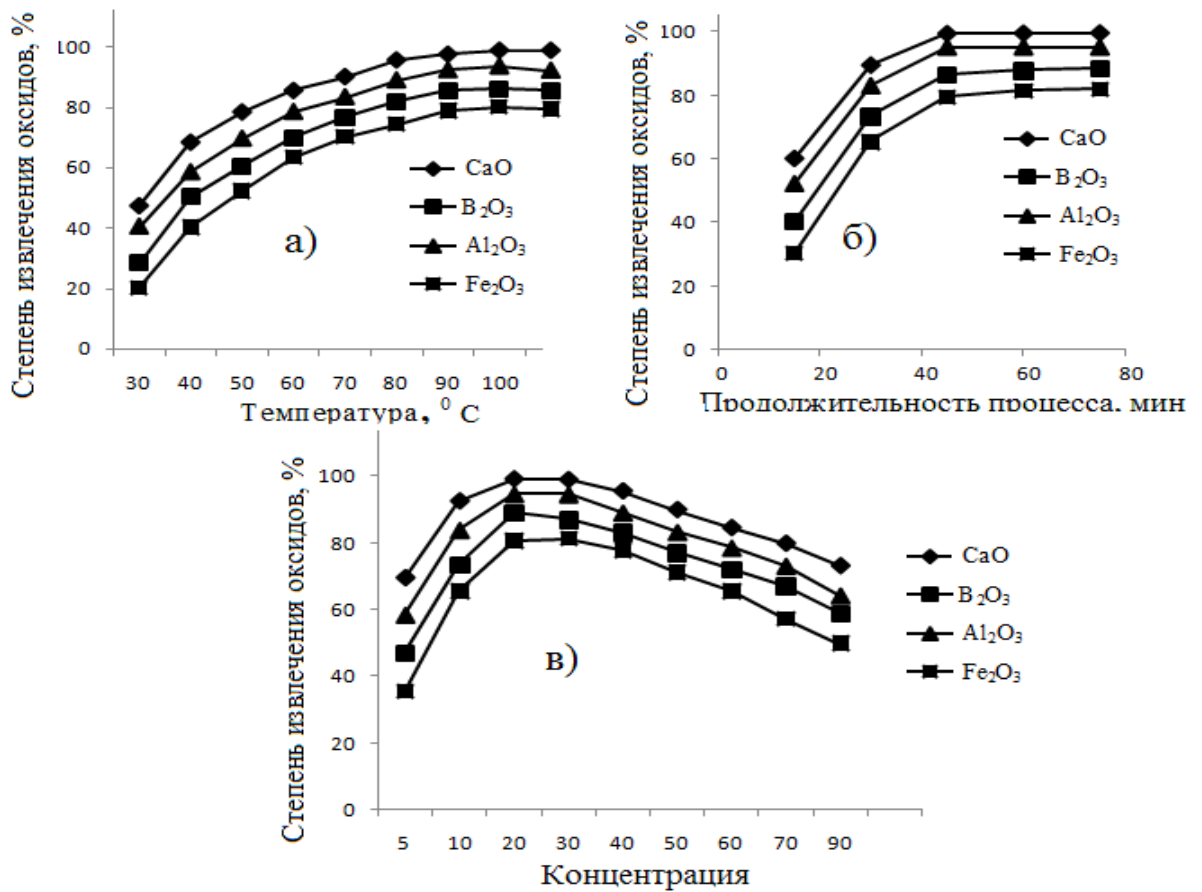 Степень извлечения оксидов, %
100
80
60
40
20
0
30 40 50 60 70 80 90 100
Температура, ⁰ С
а)
CaO
B₂O₃
Al₂O₃
Fe₂O₃
Степень извлечения оксидов, %
100
80
60
40
20
0
0 20 40 60 80
Продолжительность процесса, мин
б)
CaO
B₂O₃
Al₂O₃
Fe₂O₃
Степень извлечения оксидов, %
100
80
60
40
20
0
5 10 20 30 40 50 60 70 90
Концентрация
в)
CaO
B₂O₃
Al₂O₃
Fe₂O₃